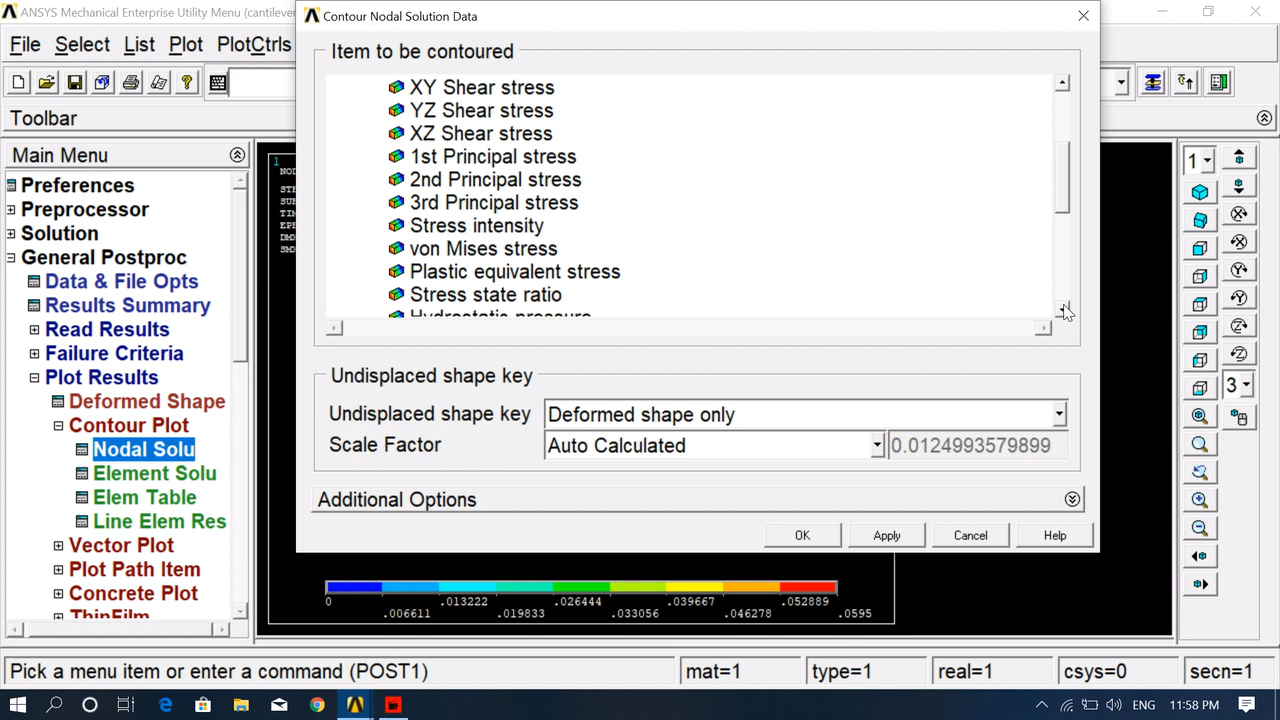 ANSYS Mechanical Enterprise Utility Menu (cantilever
Contour Nodal Solution Data
File Select List Plot PlotCtrls
Toolbar
Main Menu
Preferences
Preprocessor
Solution
General Postproc
Data & File Opts
Results Summary
Read Results
Failure Criteria
Plot Results
Deformed Shape
Contour Plot
Nodal Solu
Element Solu
Elem Table
Line Elem Res
Vector Plot
Plot Path Item
Concrete Plot
ThinFilm
1
Item to be contoured
XY Shear stress
YZ Shear stress
XZ Shear stress
1st Principal stress
2nd Principal stress
3rd Principal stress
Stress intensity
von Mises stress
Plastic equivalent stress
Stress state ratio
Hydrostatic pressure
Undisplaced shape key
Undisplaced shape key Deformed shape only
Scale Factor Auto Calculated 0.0124993579899
Additional Options
OK Apply Cancel Help
0 .013222 .026444 .039667 .052889
.006611 .019833 .033056 .046278 .0595
1
3
Pick a menu item or enter a command (POST1) mat=1 type=1 real=1 csys=0 secn=1
ENG 11:58 PM